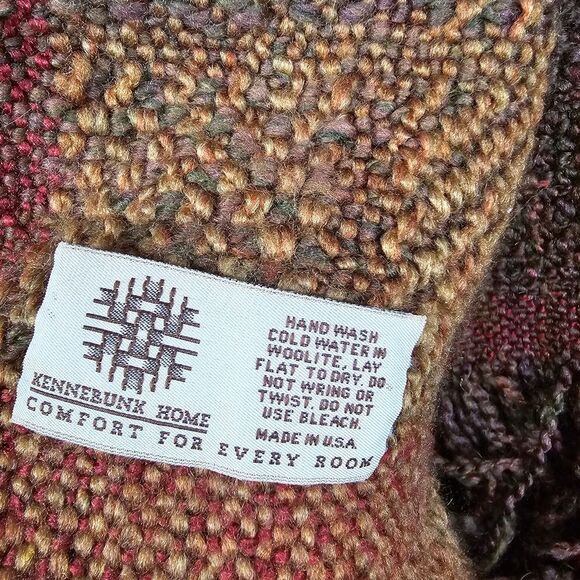 KENNEBUNK HOME
COMFORT FOR EVERY ROOM
HAND WASH
COLD WATER IN
WOOLITE, LAY
FLAT TO DRY, DO
NOT WRING OR
TWIST, DO NOT
USE BLEACH.
MADE IN U.S.A.